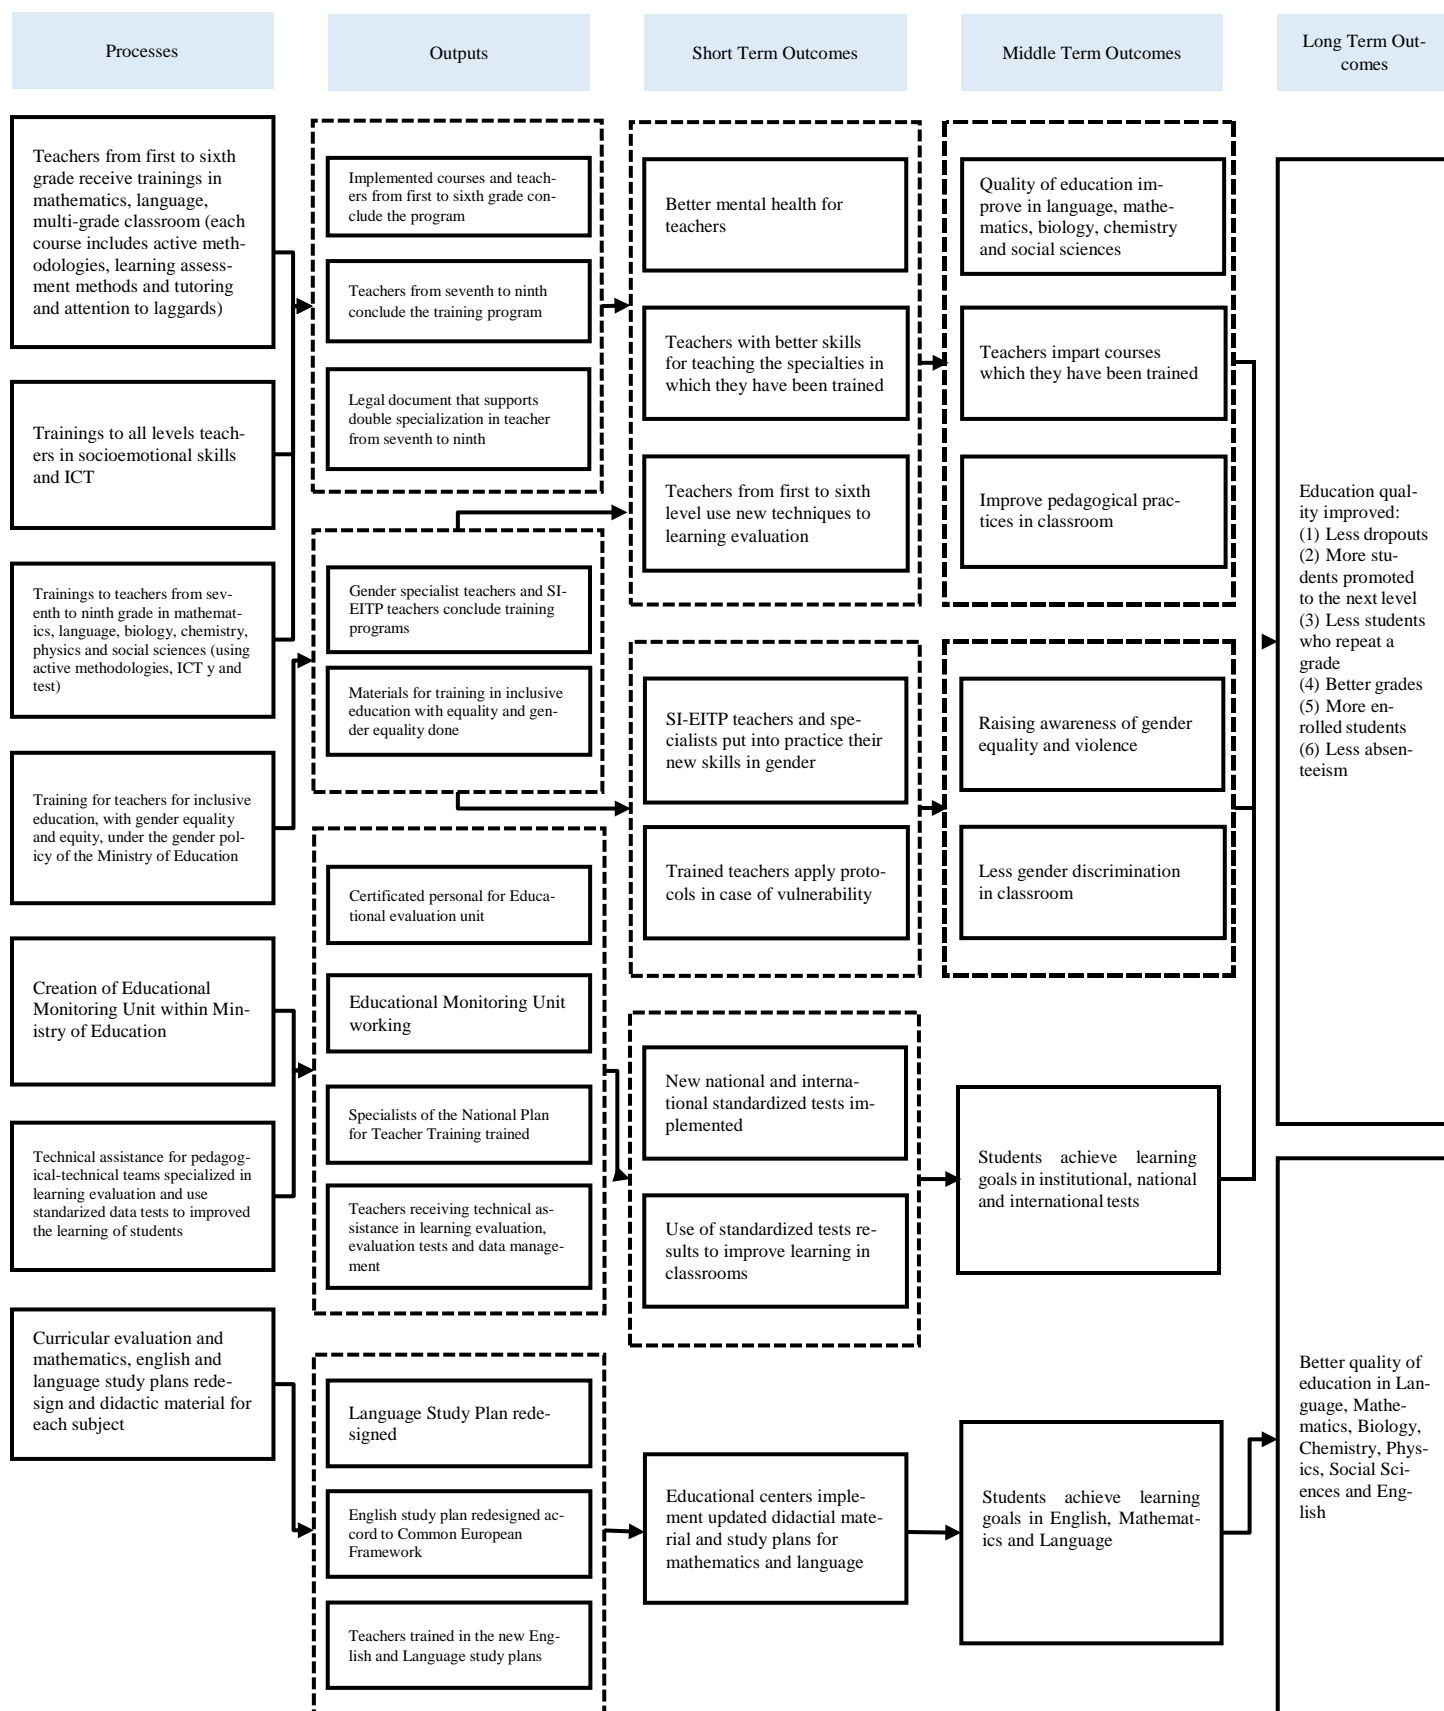 Processes
Outputs
Short Term Outcomes
Middle Term Outcomes
Long Term Out-
comes
Teachers from first to sixth
grade receive trainings in
mathematics, language,
multi-grade classroom (each
course includes active meth-
odologies, learning assess-
ment methods and tutoring
and attention to laggards)
Trainings to all levels teach-
ers in socioemotional skills
and ICT
Trainings to teachers from sev-
enth to ninth grade in mathemat-
ics, language, biology, chemistry,
physics and social sciences (using
active methodologies, ICT y and
test)
Training for teachers for inclusive
education, with gender equality
and equity, under the gender pol-
icy of the Ministry of Education
Creation of Educational
Monitoring Unit within Min-
istry of Education
Technical assistance for pedagog-
ical-technical teams specialized in
learning evaluation and use
standarized data tests to improved
the learning of students
Curricular evaluation and
mathematics, english and
language study plans rede-
sign and didactic material for
each subject
Implemented courses and teach-
ers from first to sixth grade con-
clude the program
Teachers from seventh to ninth
conclude the training program
Legal document that supports
double specialization in teacher
from seventh to ninth
Gender specialist teachers and SI-
EITP teachers conclude training
programs
Materials for training in inclusive
education with equality and gen-
der equality done
Certificated personal for Educa-
tional evaluation unit
Educational Monitoring Unit
working
Specialists of the National Plan
for Teacher Training trained
Teachers receiving technical as-
sistance in learning evaluation,
evaluation tests and data manage-
ment
Language Study Plan rede-
signed
English study plan redesigned ac-
cord to Common European
Framework
Teachers trained in the new Eng-
lish and Language study plans
Better mental health for
teachers
Teachers with better skills
for teaching the specialties in
which they have been trained
Teachers from first to sixth
level use new techniques to
learning evaluation
SI-EITP teachers and spe-
cialists put into practice their
new skills in gender
Trained teachers apply proto-
cols in case of vulnerability
New national and interna-
tional standardized tests im-
plemented
Use of standardized tests re-
sults to improve learning in
classrooms
Educational centers imple-
ment updated didactial mate-
rial and study plans for
mathematics and language
Quality of education im-
prove in language, mathe-
matics, biology, chemistry
and social sciences
Teachers impart courses
which they have been trained
Improve pedagogical prac-
tices in classroom
Raising awareness of gender
equality and violence
Less gender discrimination
in classroom
Students achieve learning
goals in institutional, national
and international tests
Students achieve learning
goals in English, Mathemat-
ics and Language
Education qual-
ity improved:
(1) Less dropouts
(2) More stu-
dents promoted
to the next level
(3) Less students
who repeat a
grade
(4) Better grades
(5) More en-
rolled students
(6) Less absen-
teeism
Better quality of
education in Lan-
guage, Mathe-
matics, Biology,
Chemistry, Phys-
ics, Social Sci-
ences and Eng-
lish